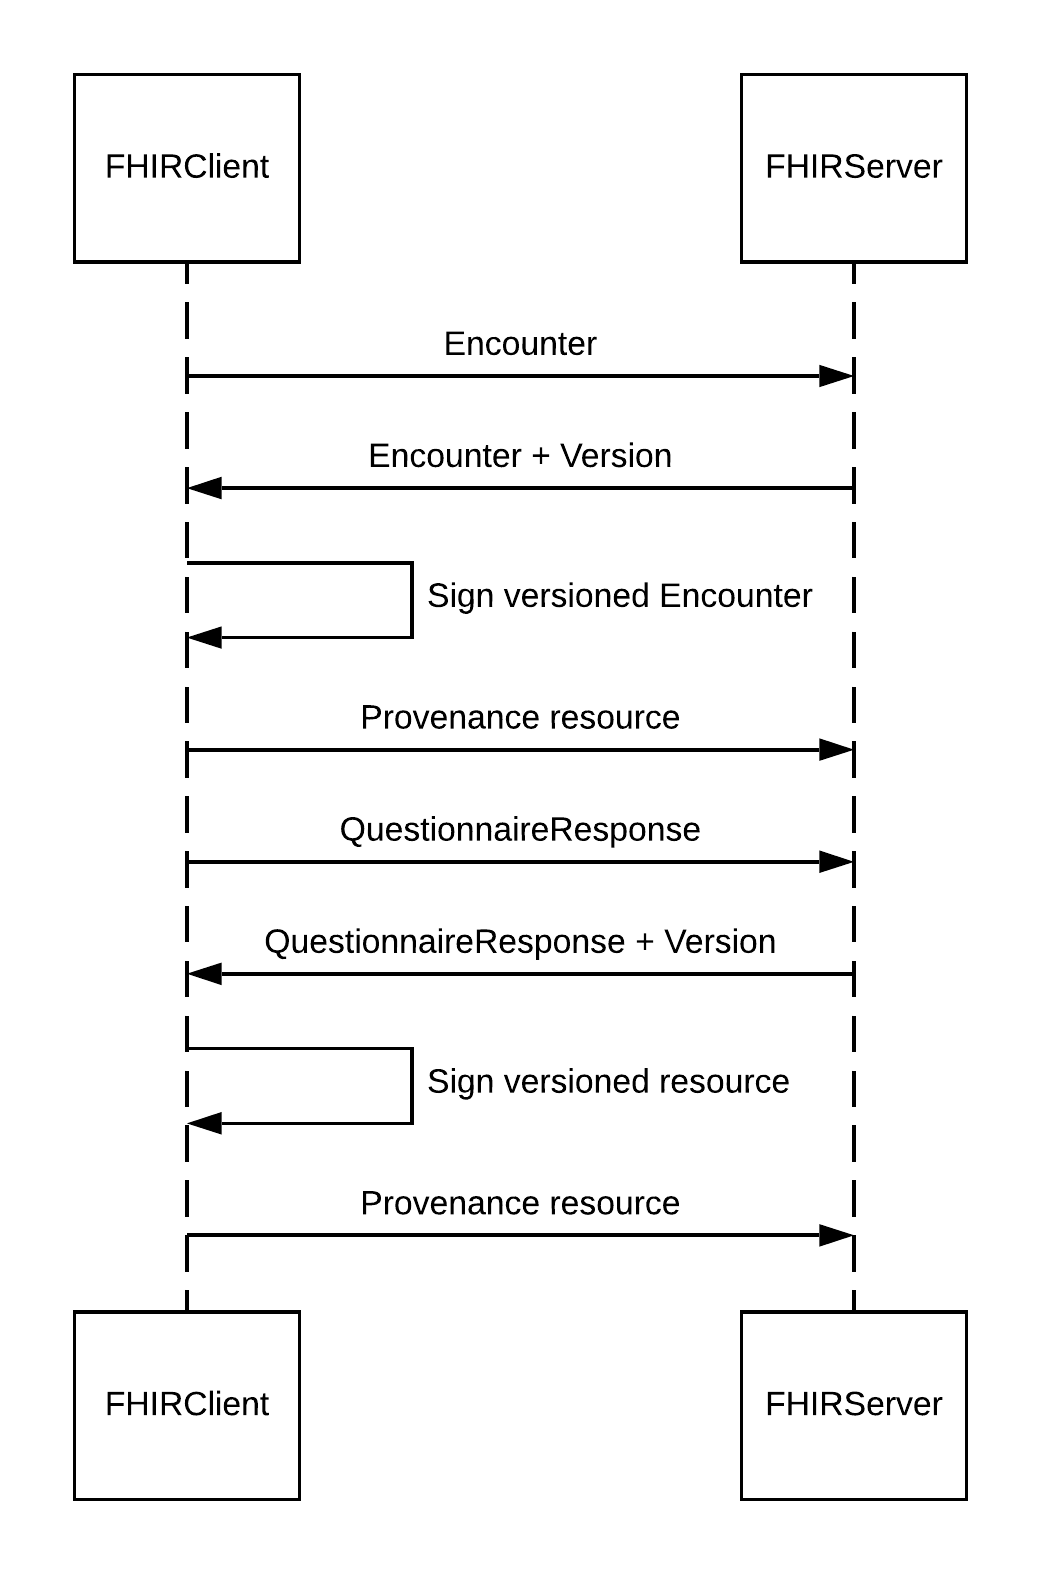 FHIRClient
FHIRServer
Encounter
Encounter + Version
Sign versioned Encounter
Provenance resource
QuestionnaireResponse
QuestionnaireResponse + Version
Sign versioned resource
Provenance resource
FHIRClient
FHIRServer